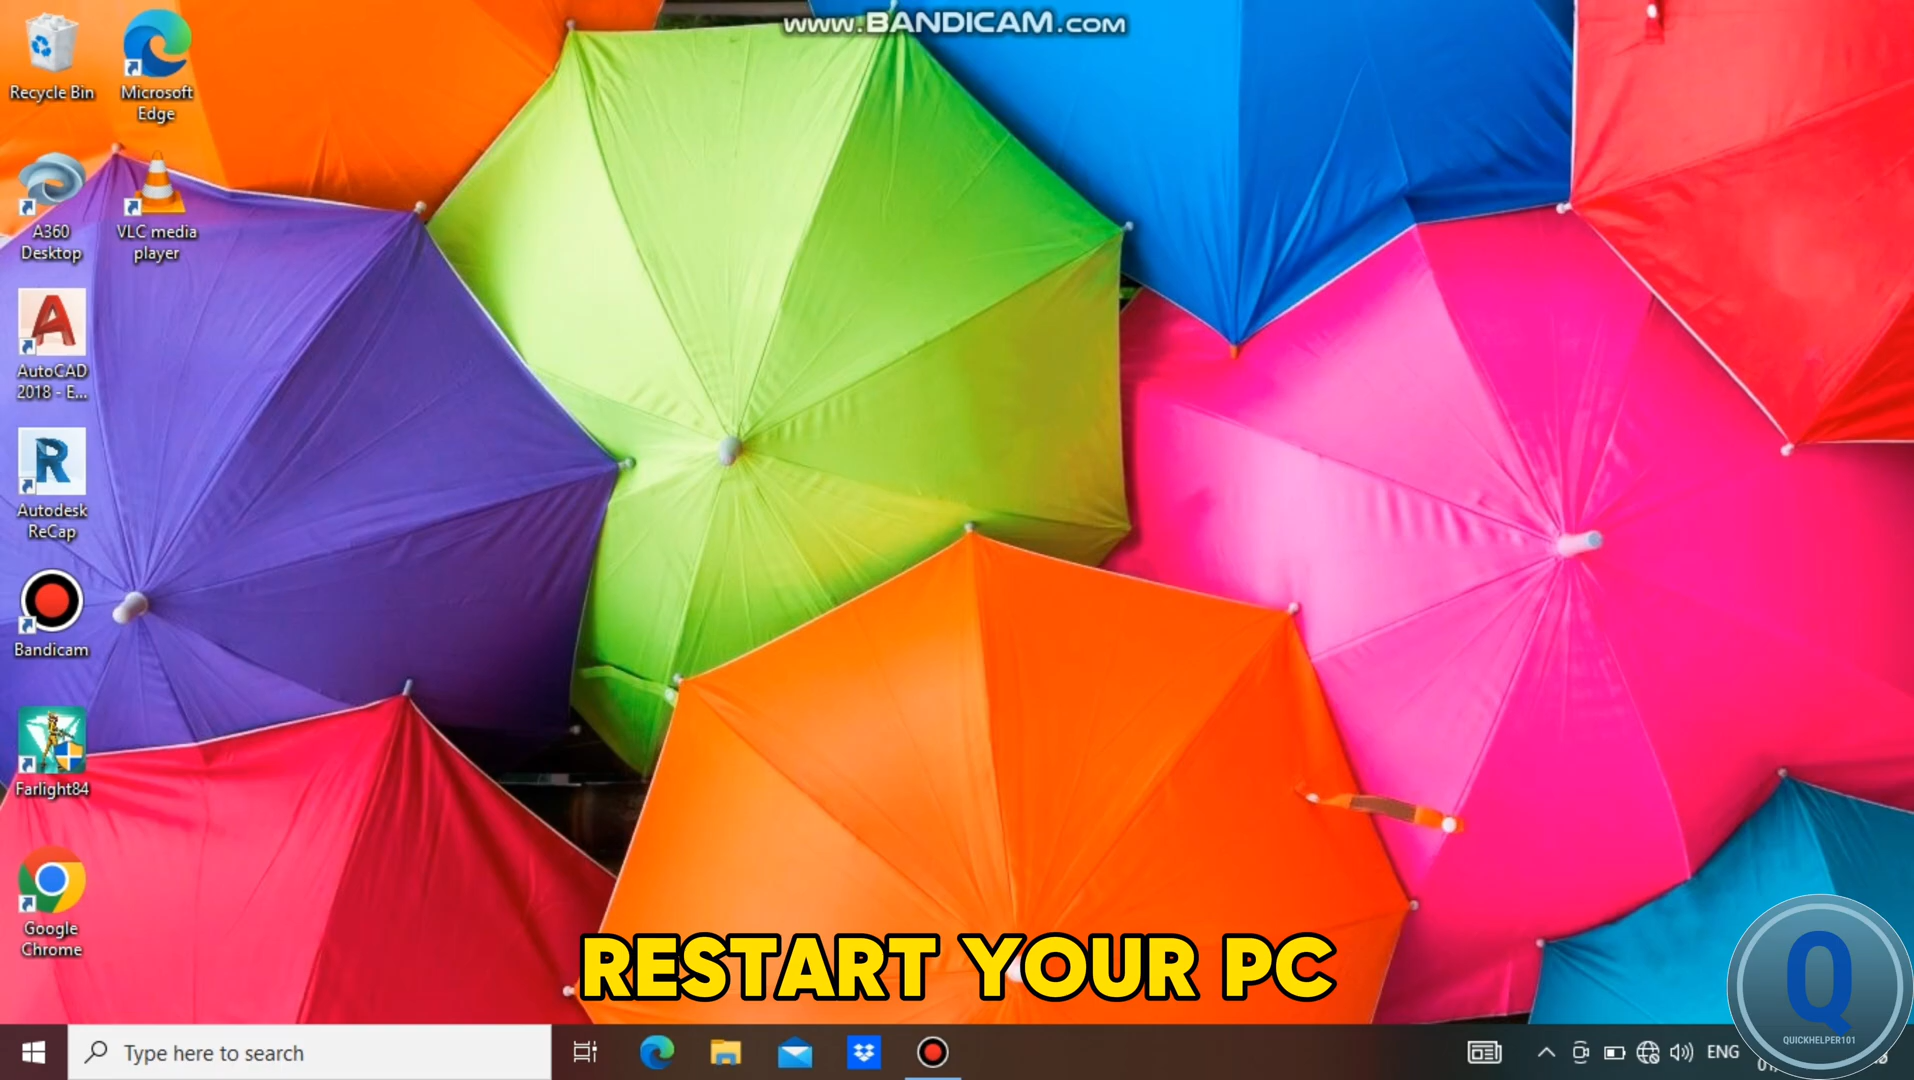 www.BANDICAM.com
Recycle Bin
Microsoft
Edge
A360
Desktop
VLC media
player
AutoCAD
2018 - E...
Autodesk
ReCap
Bandicam
Farlight84
Google
Chrome
RESTART YOUR PC
Q
QUICKHELPER101
Type here to search
ENG